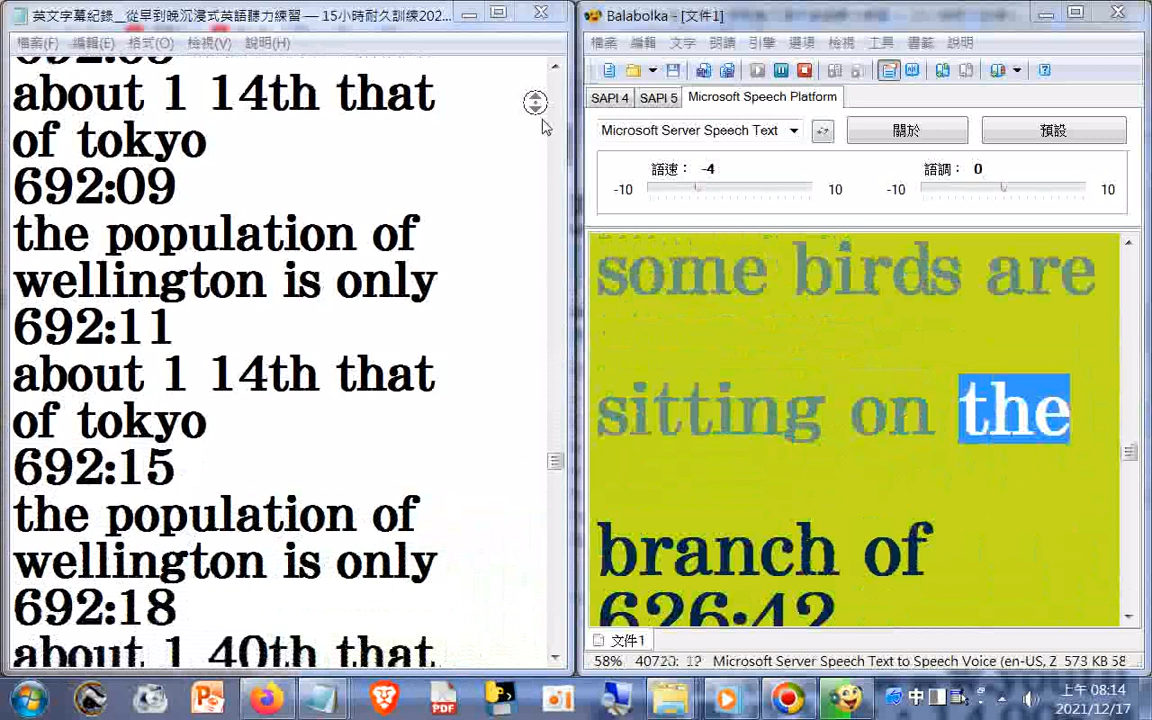 英文字幕紀錄__從早到晚沉浸式英語聽力練習 — 15小時耐久訓練202...
檔案(F) 編輯(E) 格式(O) 檢視(V) 說明(H)
about 1 14th that
of tokyo
692:09
the population of
wellington is only
692:11
about 1 14th that
of tokyo
692:15
the population of
wellington is only
692:18
about 1 40th that
Balabolka - [文件1]
檔案 編輯 文字 朗讀 引擎 選項 檢視 工具 書籤 說明
SAPI 4 SAPI 5 Microsoft Speech Platform
Microsoft Server Speech Text 關於 預設
語速： -4 語調： 0
-10 10 -10 10
some birds are
sitting on the
branch of
626:42
文件1
58% 40720: 12 Microsoft Server Speech Text to Speech Voice (en-US, Z 573 KB 58
中
上午 08:14
2021/12/17